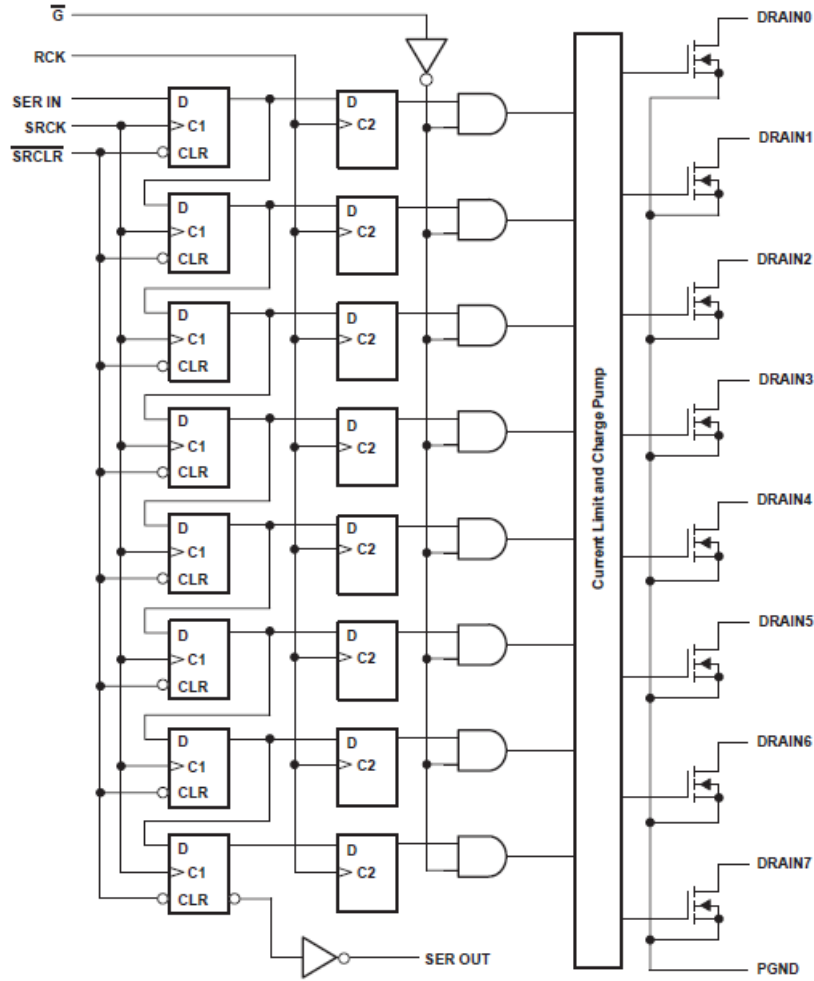 G̅
DRAIN0
RCK
SER IN
D
D
SRCK
C1
C2
S̅R̅C̅L̅R̅
CLR
DRAIN1
D
D
C1
C2
CLR
DRAIN2
D
D
C1
C2
CLR
DRAIN3
D
D
C1
C2
CLR
Current Limit and Charge Pump
DRAIN4
D
D
C1
C2
CLR
DRAIN5
D
D
C1
C2
CLR
DRAIN6
D
D
C1
C2
CLR
DRAIN7
D
D
C1
C2
CLR
SER OUT
PGND